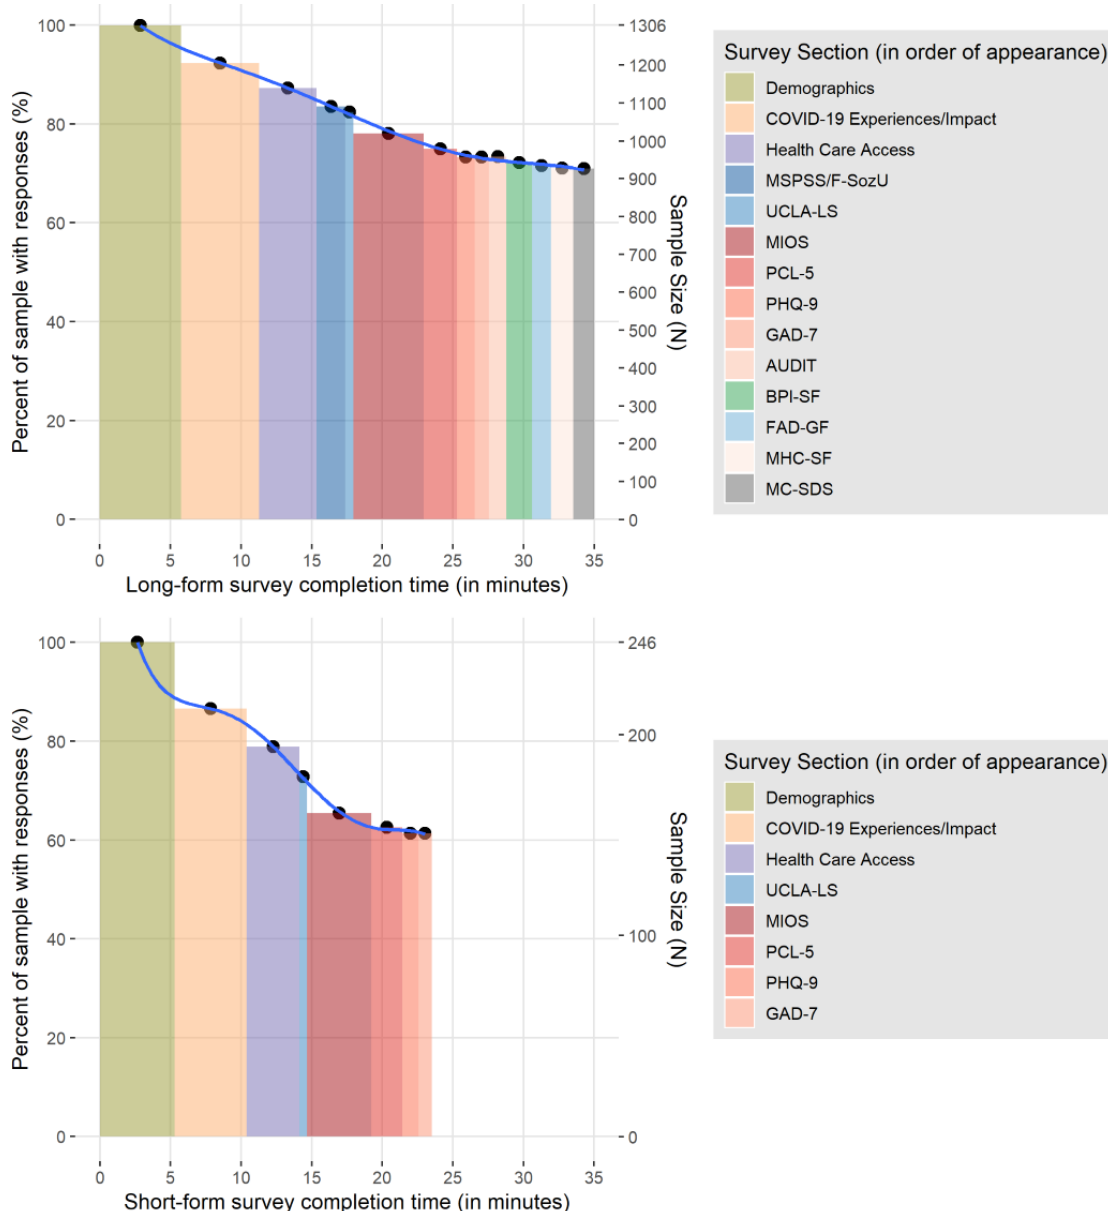 Percent of sample with responses (%)
100
80
60
40
20
0
1306
1200
1100
1000
900
800
700
600
500
400
300
200
100
0
Sample Size (N)
0 5 10 15 20 25 30 35
Long-form survey completion time (in minutes)
Survey Section (in order of appearance)
Demographics
COVID-19 Experiences/Impact
Health Care Access
MSPSS/F-SozU
UCLA-LS
MIOS
PCL-5
PHQ-9
GAD-7
AUDIT
BPI-SF
FAD-GF
MHC-SF
MC-SDS
Percent of sample with responses (%)
100
80
60
40
20
0
246
200
100
0
Sample Size (N)
0 5 10 15 20 25 30 35
Short-form survey completion time (in minutes)
Survey Section (in order of appearance)
Demographics
COVID-19 Experiences/Impact
Health Care Access
UCLA-LS
MIOS
PCL-5
PHQ-9
GAD-7